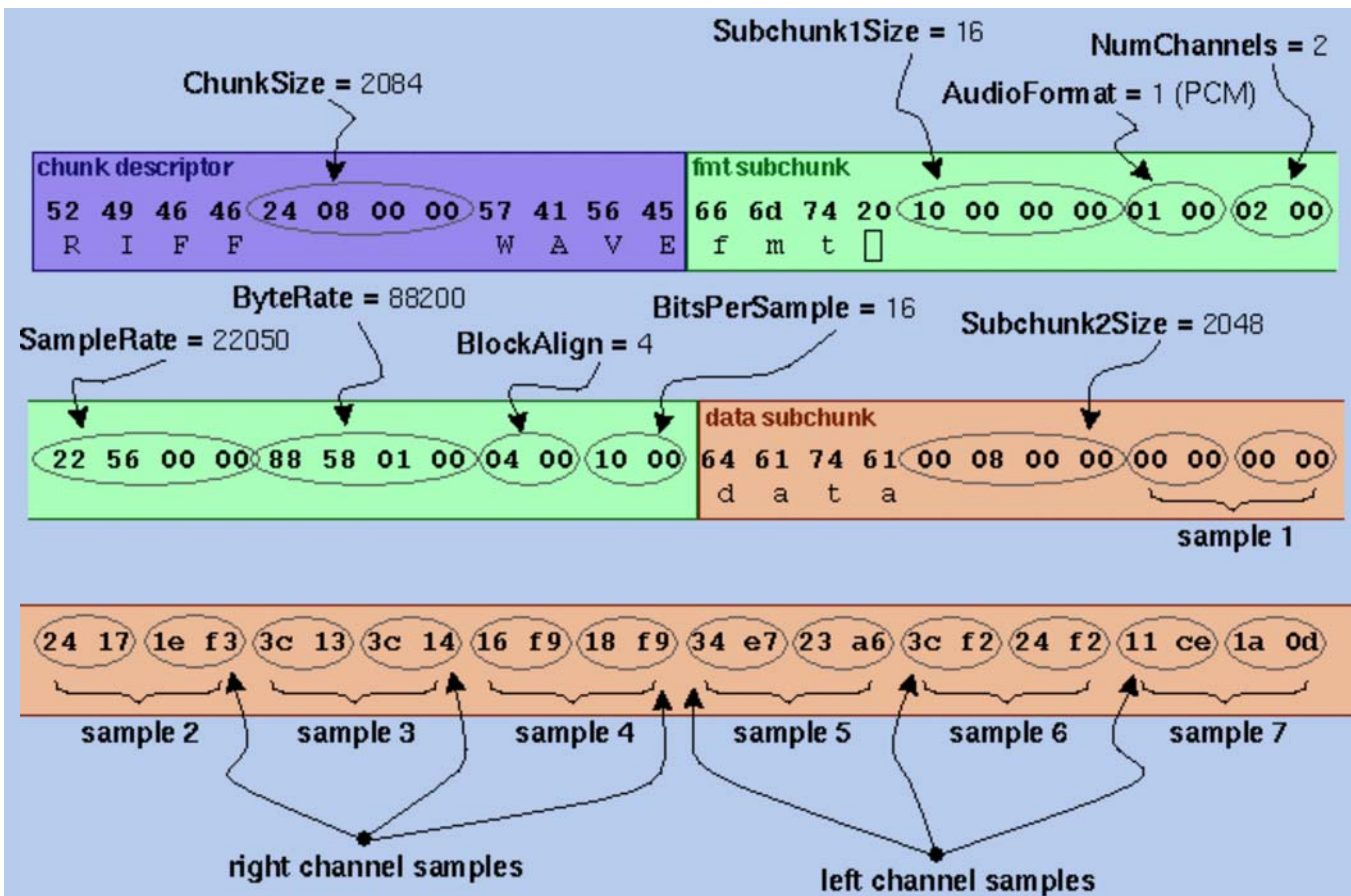 Subchunk1Size = 16
NumChannels = 2
ChunkSize = 2084
AudioFormat = 1 (PCM)
chunk descriptor
fmt subchunk
52 49 46 46 24 08 00 00 57 41 56 45 66 6d 74 20 10 00 00 00 01 00 02 00
R I F F W A V E f m t
ByteRate = 88200
BitsPerSample = 16
Subchunk2Size = 2048
SampleRate = 22050
BlockAlign = 4
data subchunk
22 56 00 00 88 58 01 00 04 00 10 00 64 61 74 61 00 08 00 00 00 00 00 00
d a t a
sample 1
24 17 1e f3 3c 13 3c 14 16 f9 18 f9 34 e7 23 a6 3c f2 24 f2 11 ce 1a 0d
sample 2 sample 3 sample 4 sample 5 sample 6 sample 7
right channel samples
left channel samples